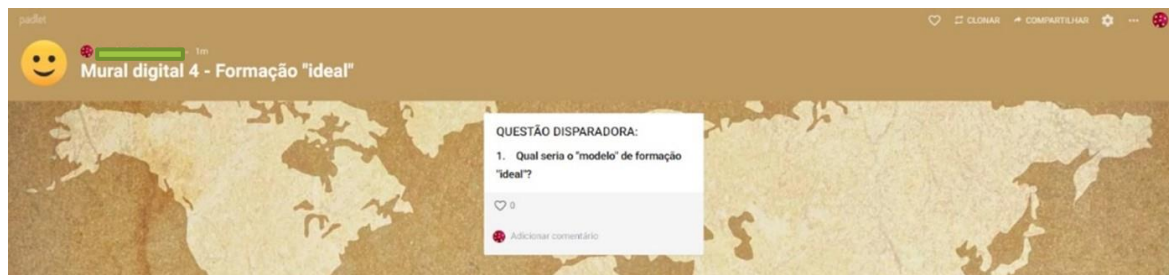 padlet
CLONAR
COMPARTILHAR
1m
Mural digital 4 - Formação "ideal"
QUESTÃO DISPARADORA:
1. Qual seria o "modelo" de formação
"ideal"?
0
Adicionar comentário